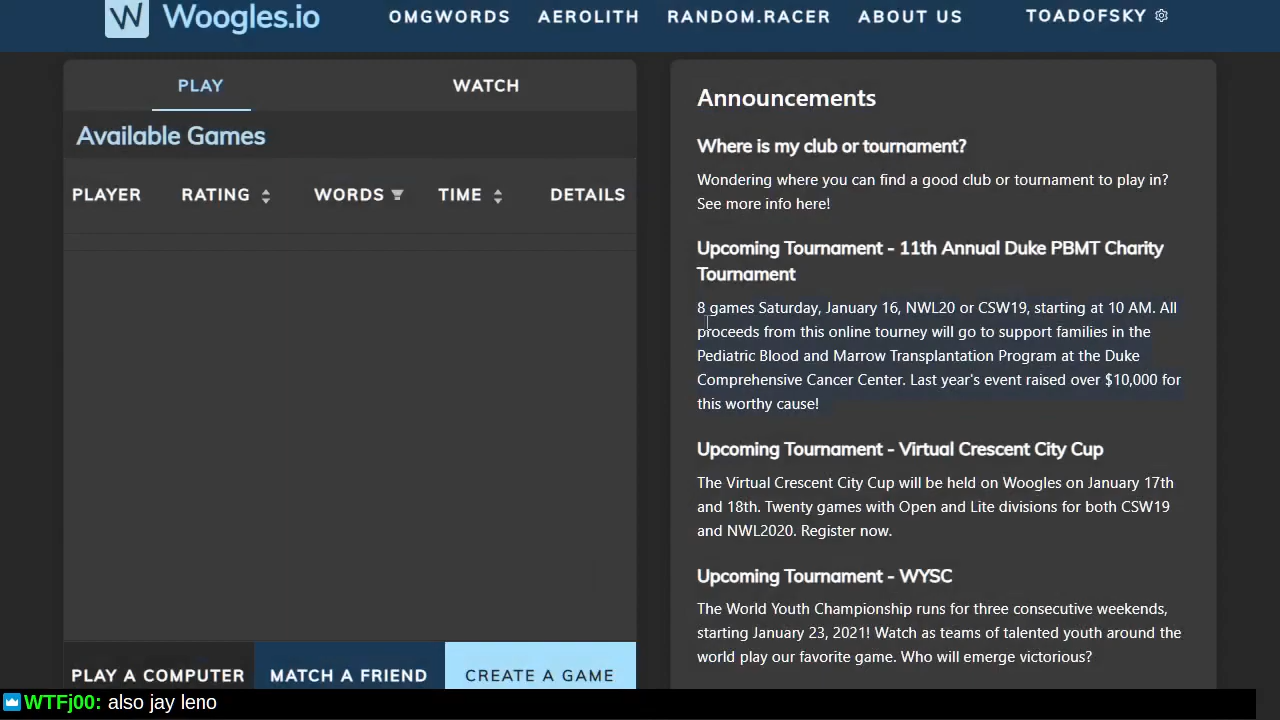 W Woogles.io OMGWORDS AEROLITH RANDOM.RACER ABOUT US TOADOFSKY
PLAY WATCH
Available Games
PLAYER RATING WORDS TIME DETAILS
PLAY A COMPUTER MATCH A FRIEND CREATE A GAME
Announcements
Where is my club or tournament?
Wondering where you can find a good club or tournament to play in?
See more info here!
Upcoming Tournament - 11th Annual Duke PBMT Charity
Tournament
8 games Saturday, January 16, NWL20 or CSW19, starting at 10 AM. All
proceeds from this online tourney will go to support families in the
Pediatric Blood and Marrow Transplantation Program at the Duke
Comprehensive Cancer Center. Last year's event raised over $10,000 for
this worthy cause!
Upcoming Tournament - Virtual Crescent City Cup
The Virtual Crescent City Cup will be held on Woogles on January 17th
and 18th. Twenty games with Open and Lite divisions for both CSW19
and NWL2020. Register now.
Upcoming Tournament - WYSC
The World Youth Championship runs for three consecutive weekends,
starting January 23, 2021! Watch as teams of talented youth around the
world play our favorite game. Who will emerge victorious?
WTFj00: also jay leno